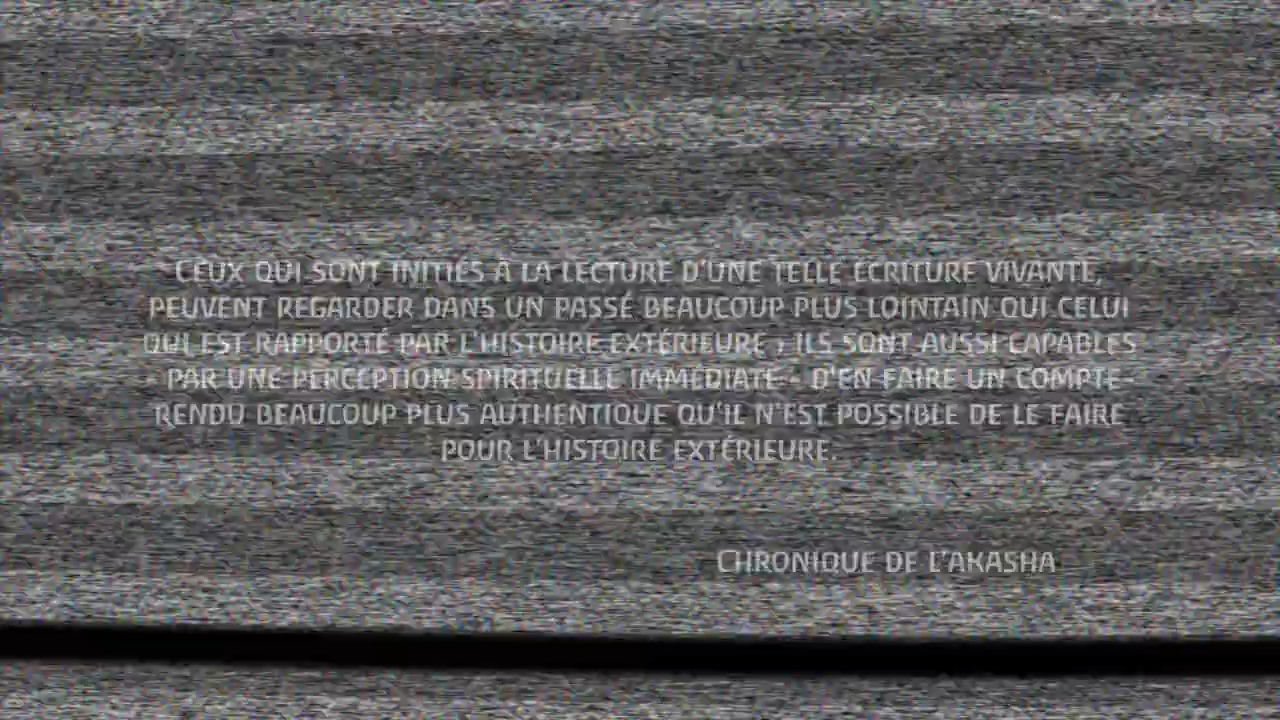 Ceux qui sont initiés à la lecture d'une telle écriture vivante,
peuvent regarder dans un passé beaucoup plus lointain qui celui
qui est rapporté par l'histoire extérieure ; ils sont aussi capables
- par une perception spirituelle immédiate - d'en faire un compte-
rendu beaucoup plus authentique qu'il n'est possible de le faire
pour l'histoire extérieure.
Chronique de l'akasha